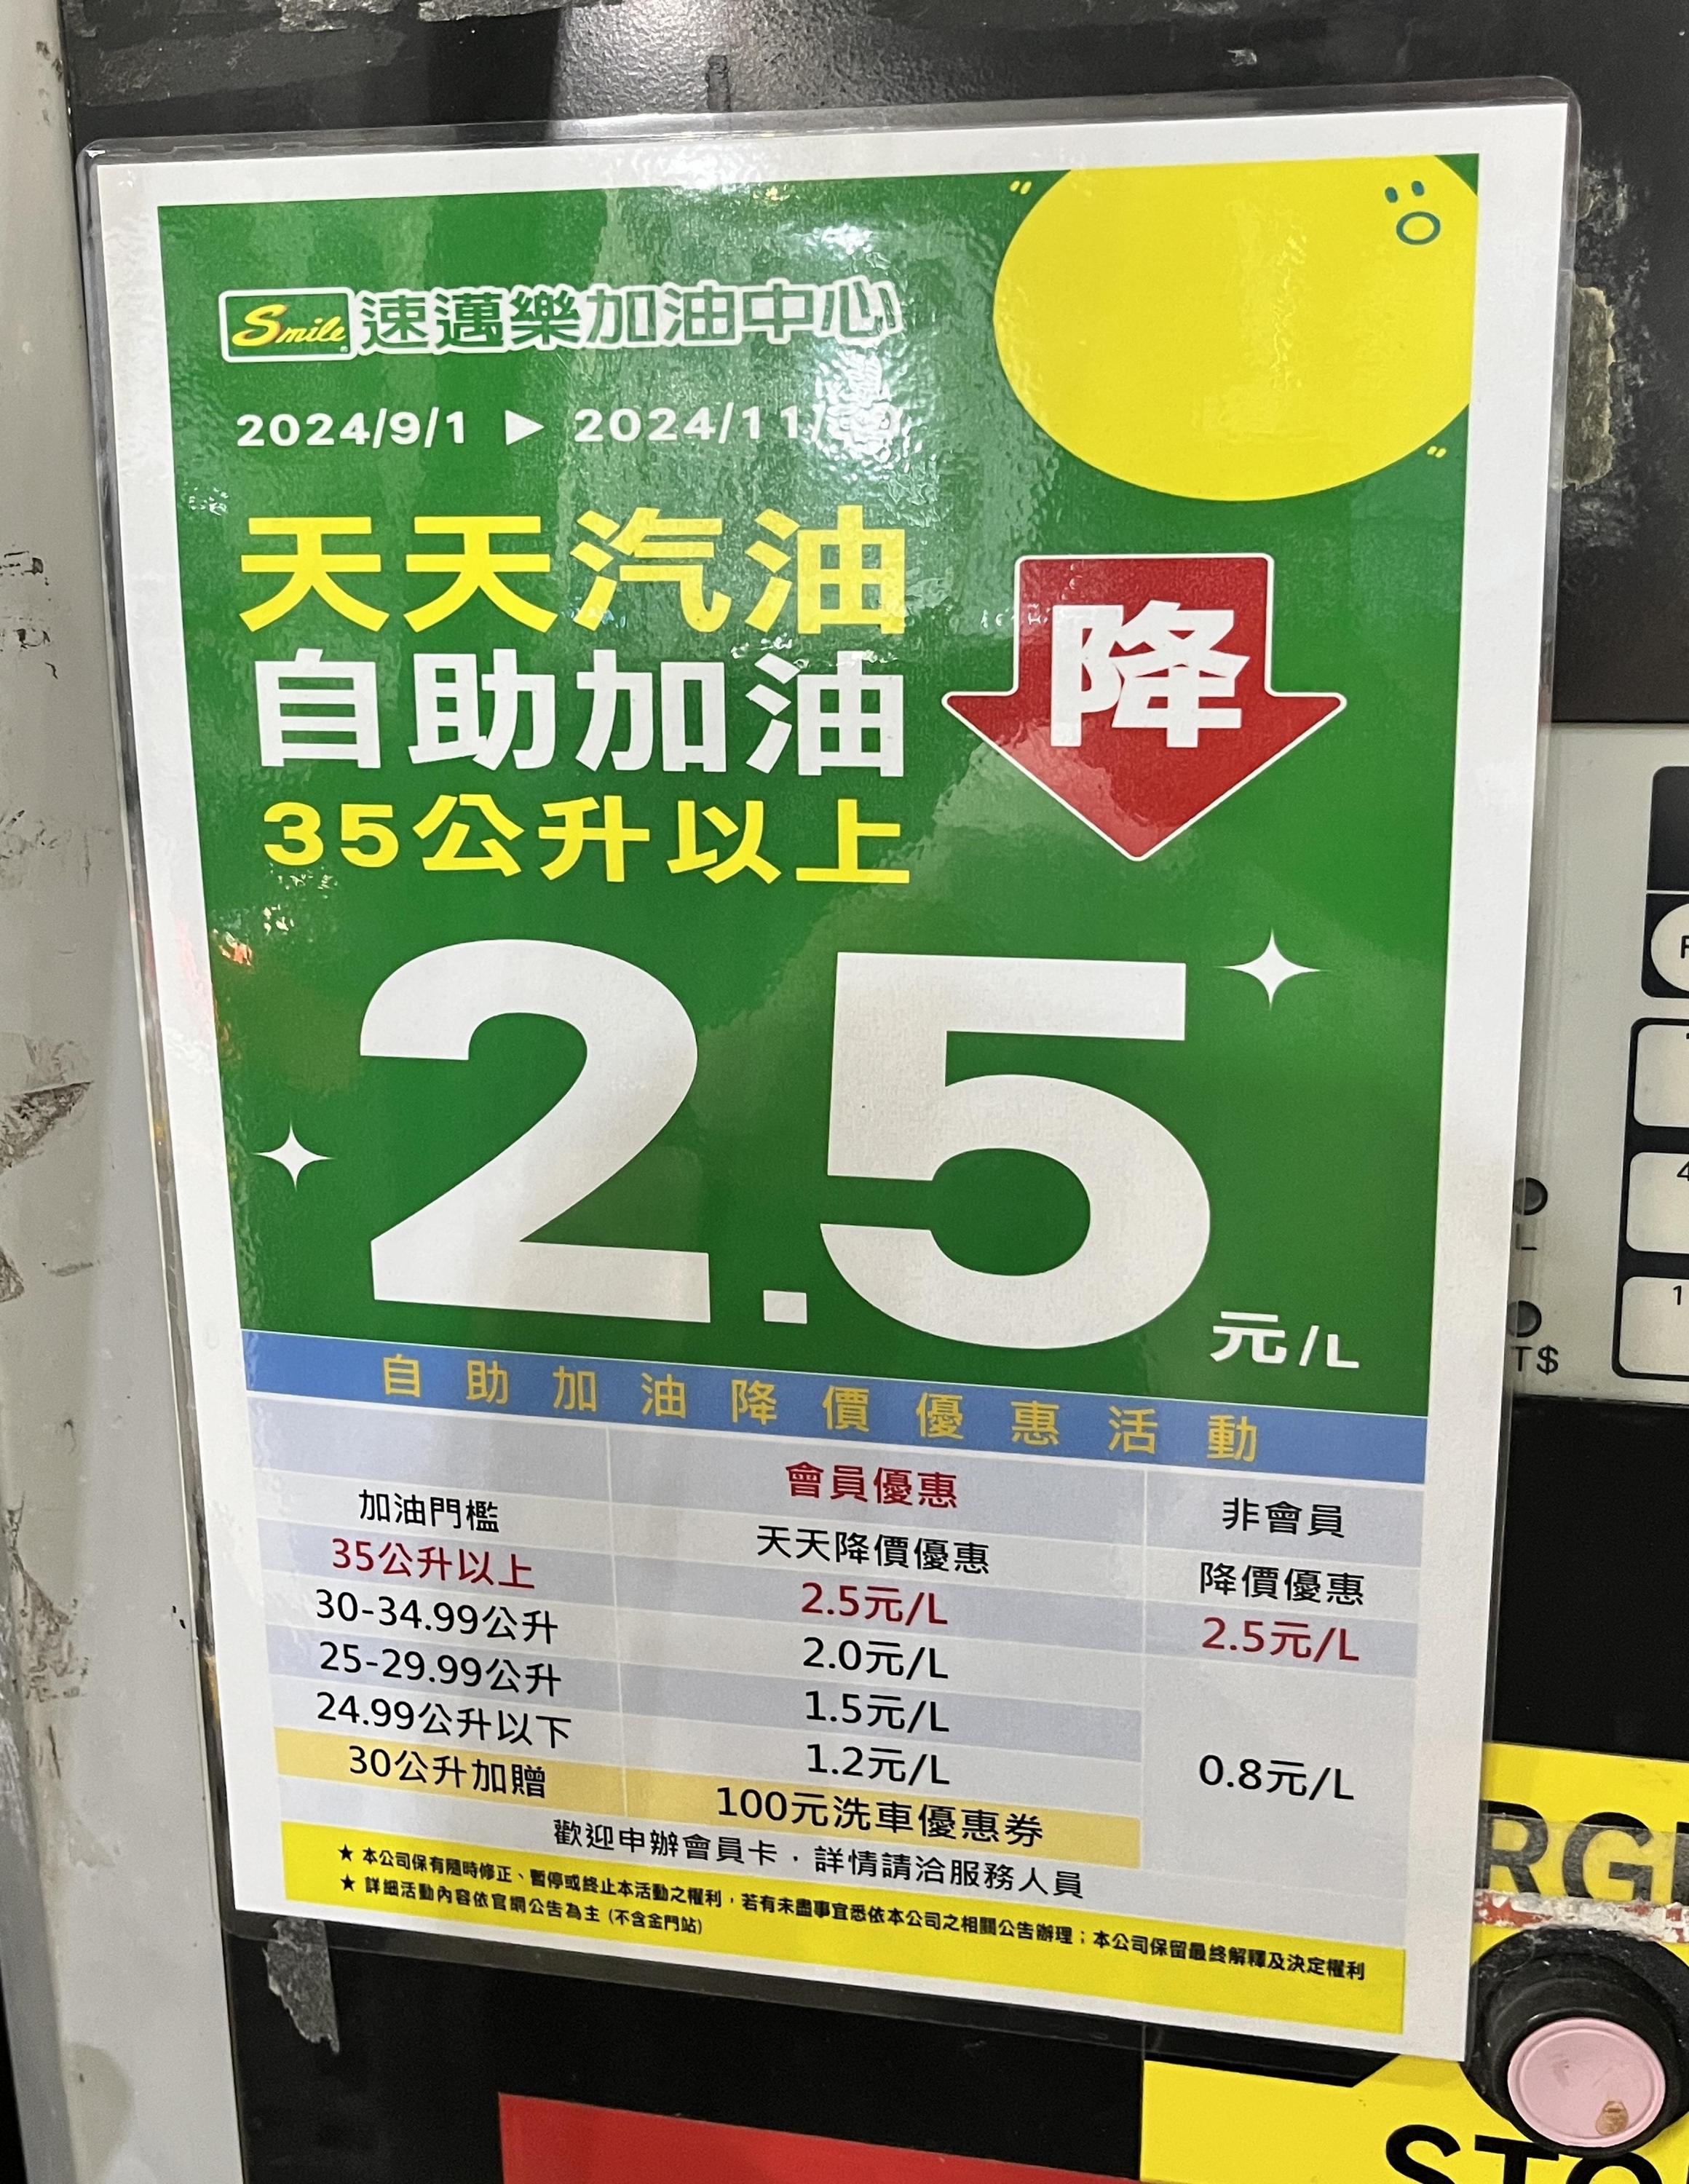 Smile 速邁樂加油中心
2024/9/1 ▶ 2024/11/
天天汽油
自助加油
35公升以上
降
2.5
元/L
自助加油降價優惠活動
會員優惠 非會員
加油門檻 天天降價優惠 降價優惠
35公升以上 2.5元/L 2.5元/L
30-34.99公升 2.0元/L
25-29.99公升 1.5元/L
24.99公升以下 1.2元/L 0.8元/L
30公升加贈 100元洗車優惠券
歡迎申辦會員卡．詳情請洽服務人員
★ 本公司保有隨時修正、暫停或終止本活動之權利，若有未盡事宜悉依本公司之相關公告辦理；本公司保留最終解釋及決定權利
★ 詳細活動內容依官網公告為主 (不含金門站)
L
T$
4
1
RG
STO